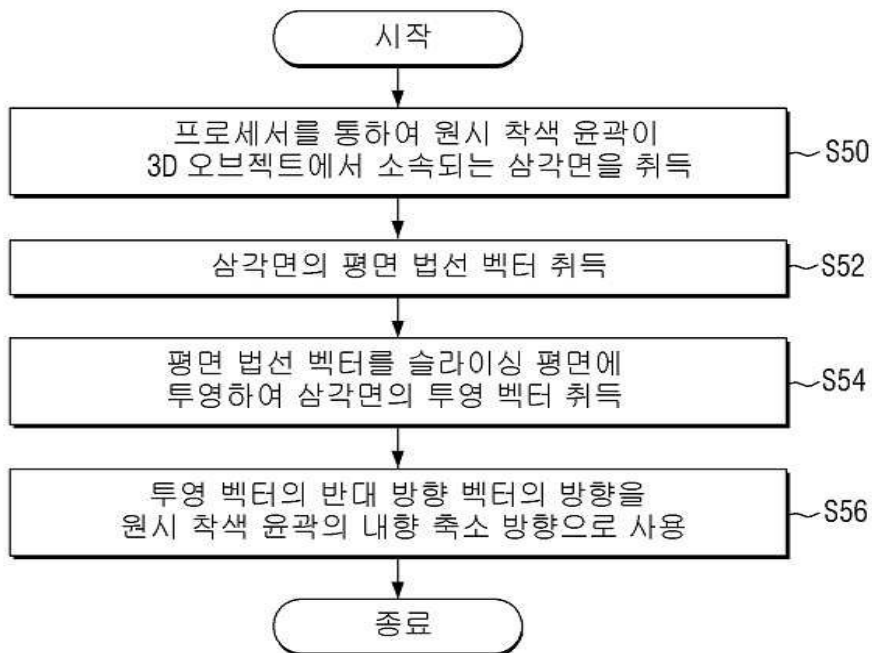 시작
프로세서를 통하여 원시 착색 윤곽이
3D 오브젝트에서 소속되는 삼각면을 취득
S50
삼각면의 평면 법선 벡터 취득
S52
평면 법선 벡터를 슬라이싱 평면에
투영하여 삼각면의 투영 벡터 취득
S54
투영 벡터의 반대 방향 벡터의 방향을
원시 착색 윤곽의 내향 축소 방향으로 사용
S56
종료